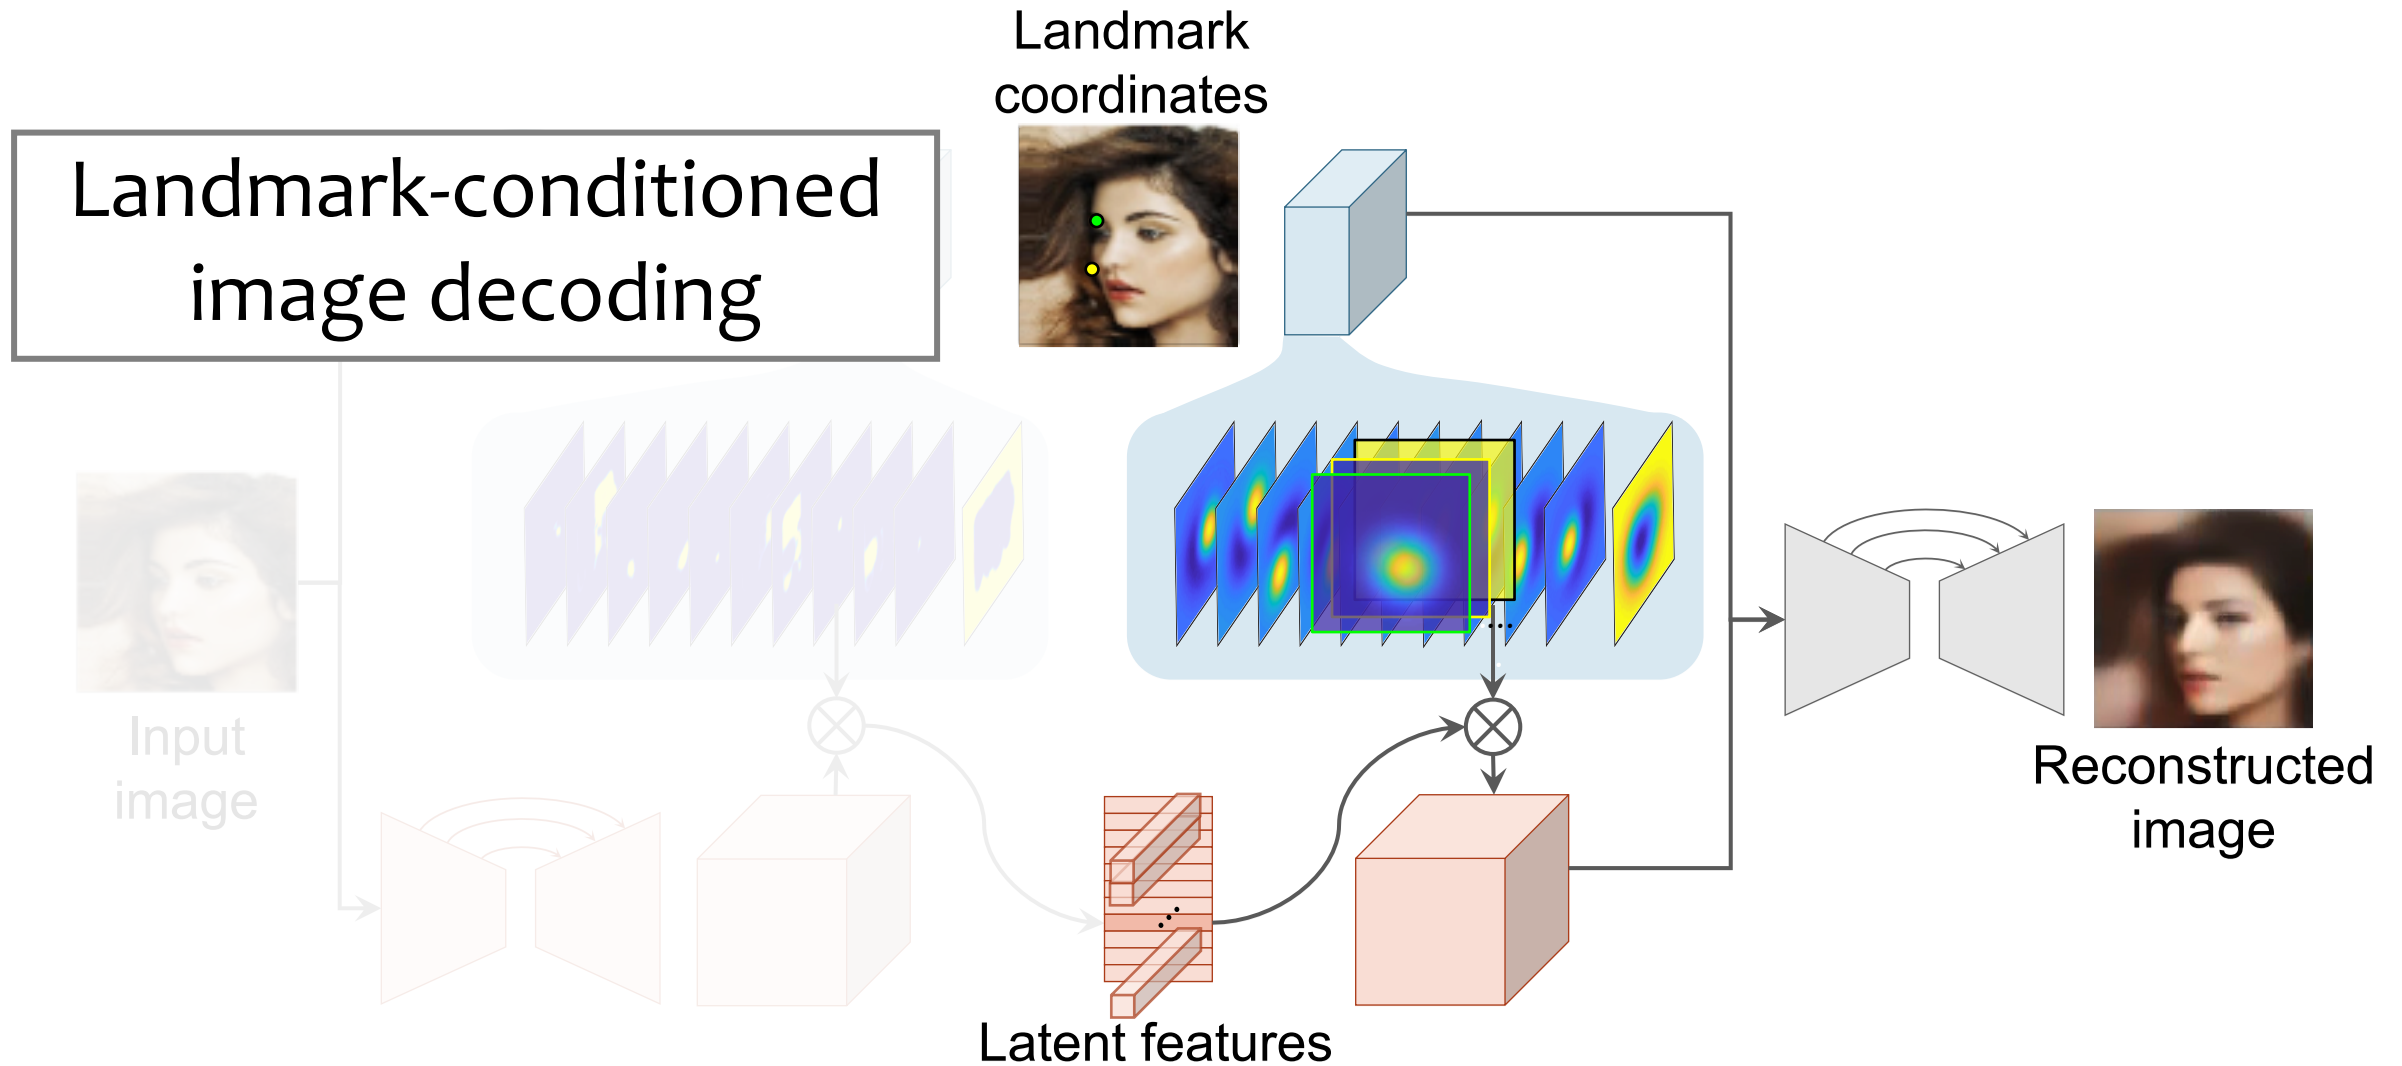 Landmark
coordinates
Landmark-conditioned
image decoding
Input
image
...
Reconstructed
image
...
Latent features